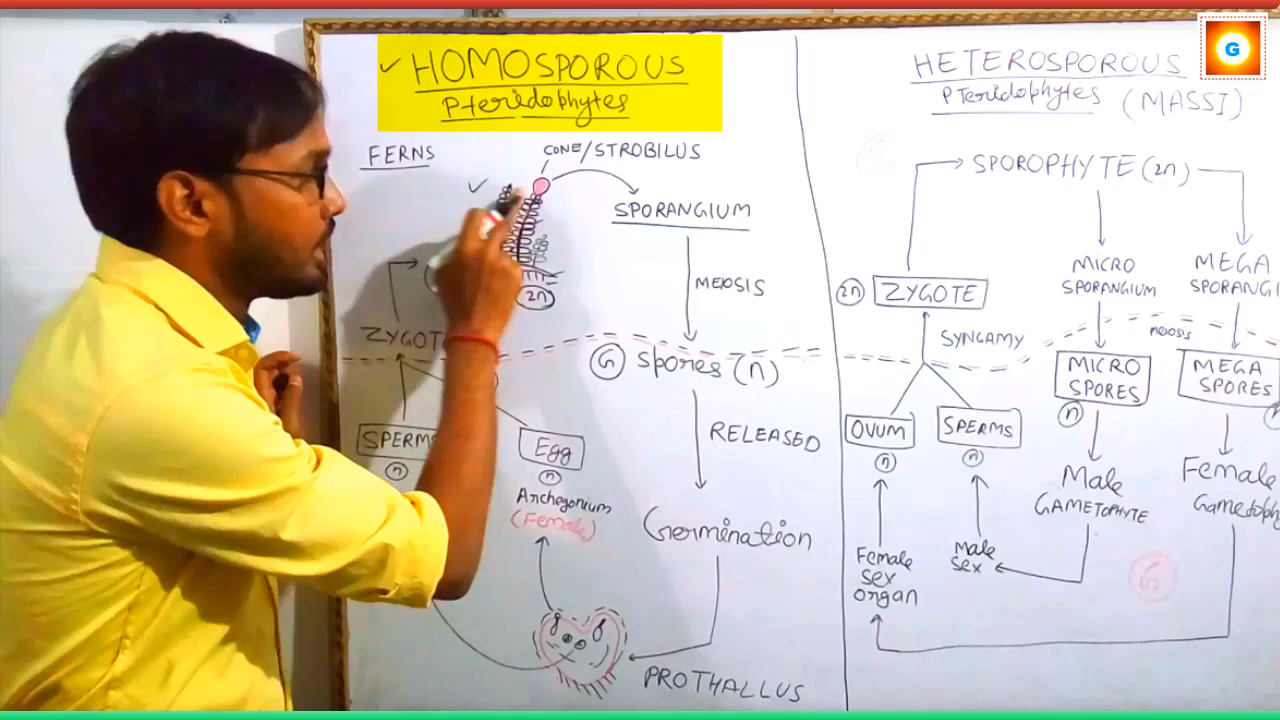 HOMOSPOROUS
Pteridophytes
FERNS
CONE/STROBILUS
SPORANGIUM
MEIOSIS
2n
ZYGOTE
G spores (n)
RELEASED
SPERMS
n
Egg
n
Archegonium
(Female)
Germination
PROTHALLUS
HETEROSPOROUS
PTeridophytes (MASSI)
SPOROPHYTE (2n)
MICRO
SPORANGIUM
MEGA
SPORANGI
2n ZYGOTE
SYNGAMY
meiosis
MICRO
SPORES
n
MEGA
SPORES
n
OVUM
n
SPERMS
n
Male
GAMETOPHYTE
Female
Gametoph
Female
sex
organ
Male
sex
G
G